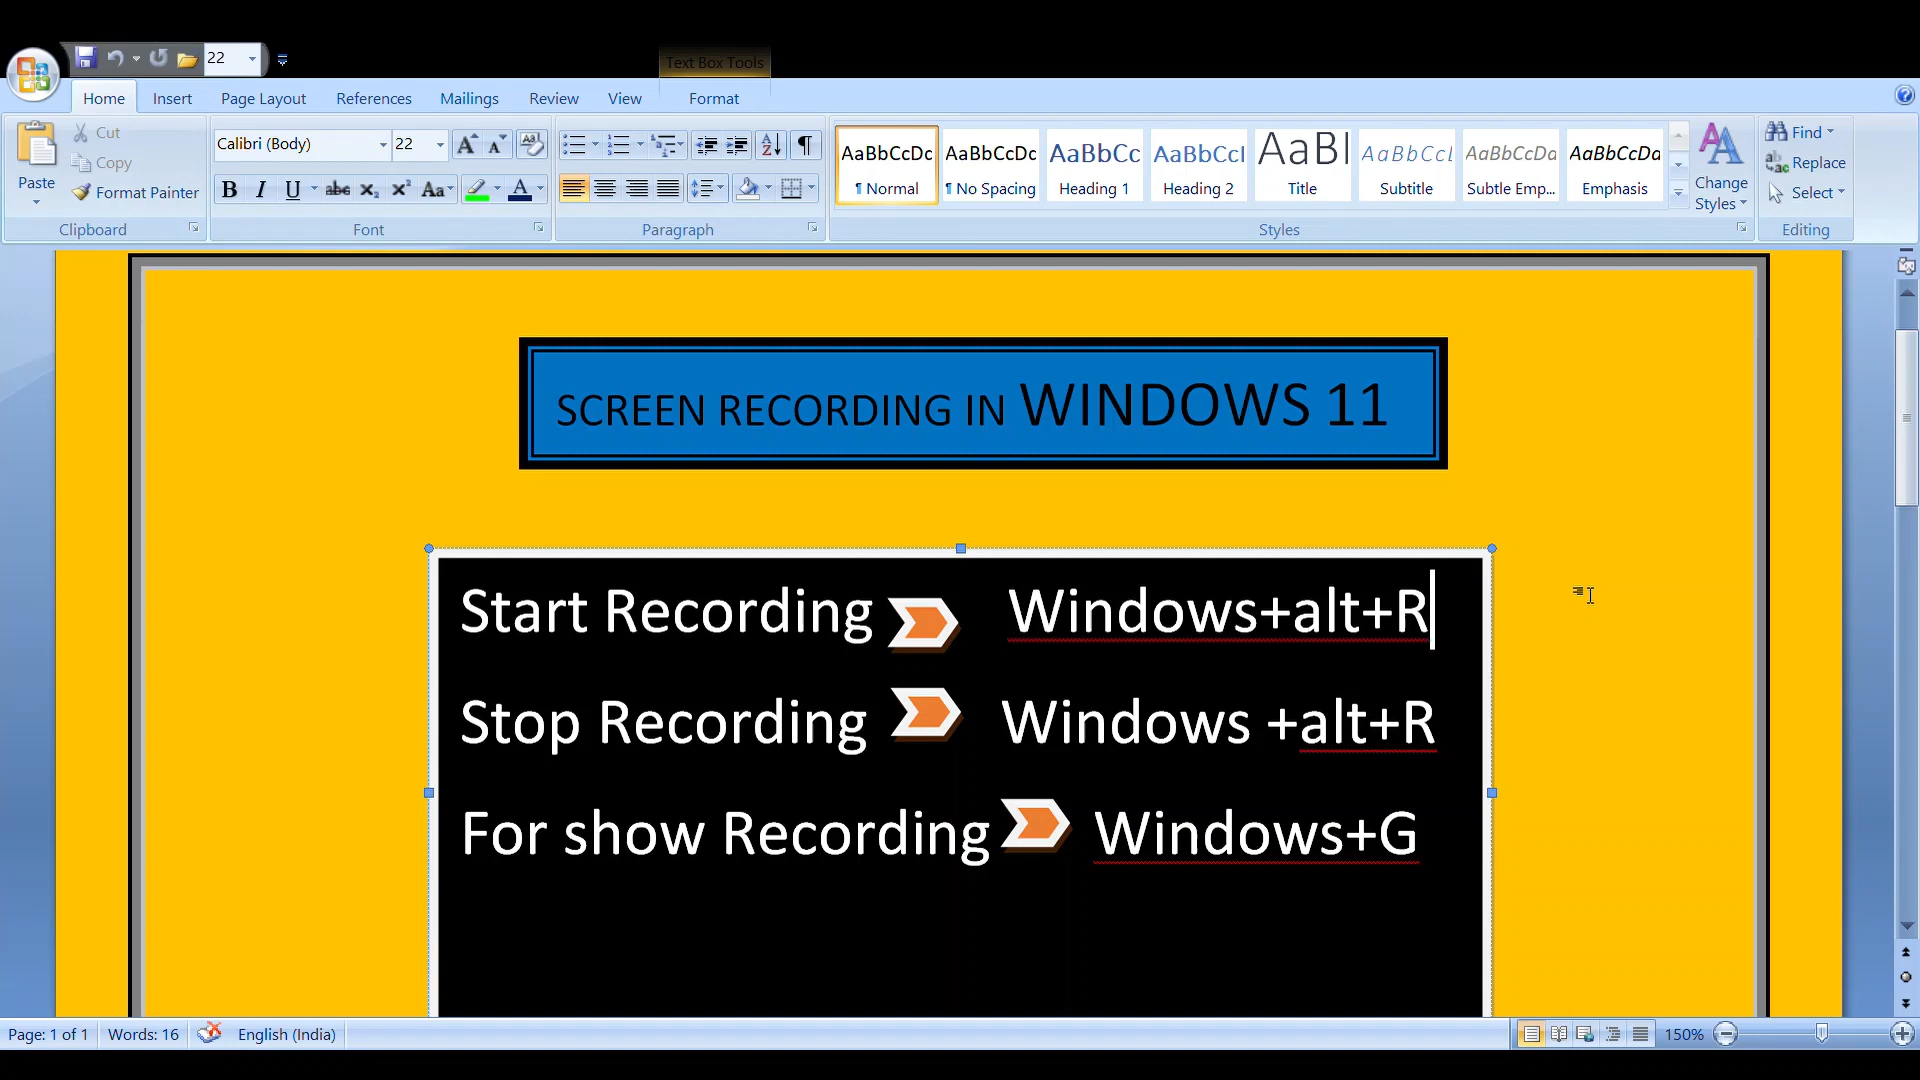 22
Text Box Tools
Home Insert Page Layout References Mailings Review View Format
Paste
Cut
Copy
Format Painter
Clipboard
Calibri (Body) 22
Font
Paragraph
AaBbCcDc AaBbCcDc AaBbCc AaBbCcI AaBI AaBbCcL AaBbCcDa AaBbCcDa
¶ Normal ¶ No Spacing Heading 1 Heading 2 Title Subtitle Subtle Emp... Emphasis
Change
Styles
Styles
Find
Replace
Select
Editing
SCREEN RECORDING IN WINDOWS 11
Start Recording Windows+alt+R
Stop Recording Windows +alt+R
For show Recording Windows+G
Page: 1 of 1 Words: 16 English (India) 150%